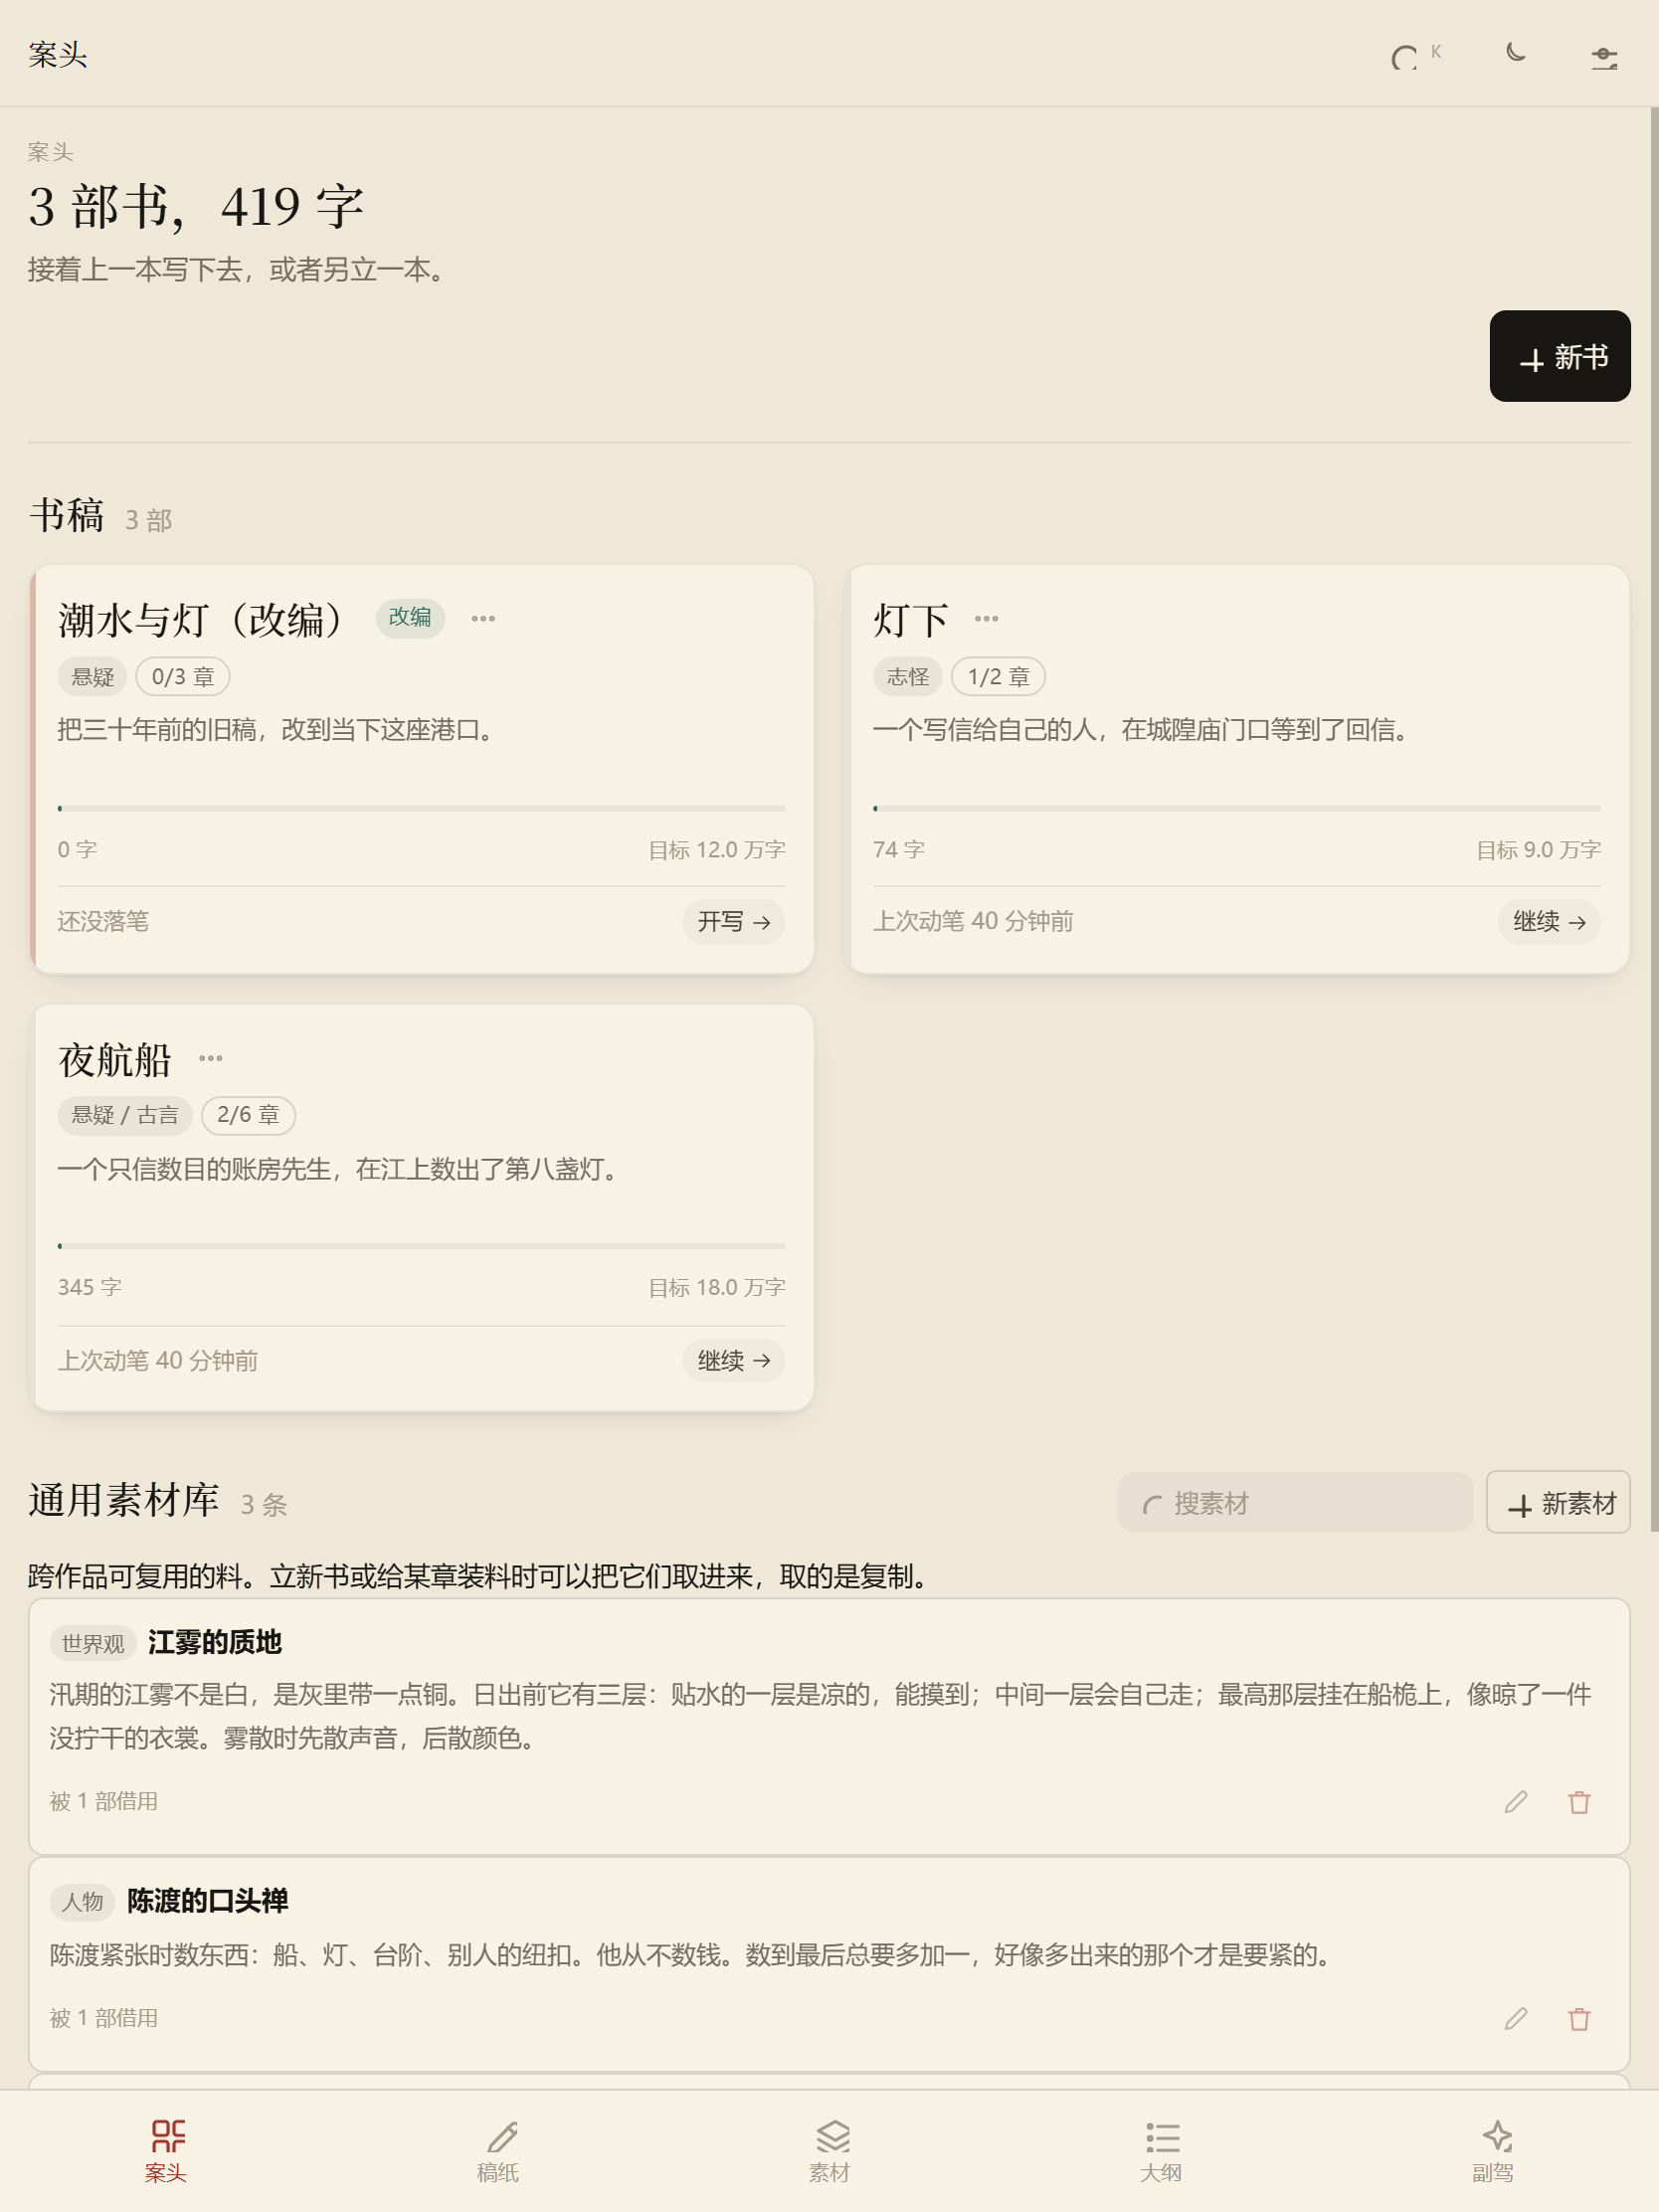 案头
K
案头
3 部书，419 字
接着上一本写下去，或者另立一本。
新书
书稿 3 部
潮水与灯（改编） 改编
悬疑 0/3 章
把三十年前的旧稿，改到当下这座港口。
0 字 目标 12.0 万字
还没落笔 开写 →
灯下
志怪 1/2 章
一个写信给自己的人，在城隍庙门口等到了回信。
74 字 目标 9.0 万字
上次动笔 40 分钟前 继续 →
夜航船
悬疑 / 古言 2/6 章
一个只信数目的账房先生，在江上数出了第八盏灯。
345 字 目标 18.0 万字
上次动笔 40 分钟前 继续 →
通用素材库 3 条 搜素材 新素材
跨作品可复用的料。立新书或给某章装料时可以把它们取进来，取的是复制。
世界观 江雾的质地
汛期的江雾不是白，是灰里带一点铜。日出前它有三层：贴水的一层是凉的，能摸到；中间一层会自己走；最高那层挂在船桅上，像晾了一件
没拧干的衣裳。雾散时先散声音，后散颜色。
被 1 部借用
人物 陈渡的口头禅
陈渡紧张时数东西：船、灯、台阶、别人的纽扣。他从不数钱。数到最后总要多加一，好像多出来的那个才是要紧的。
被 1 部借用
案头 稿纸 素材 大纲 副驾